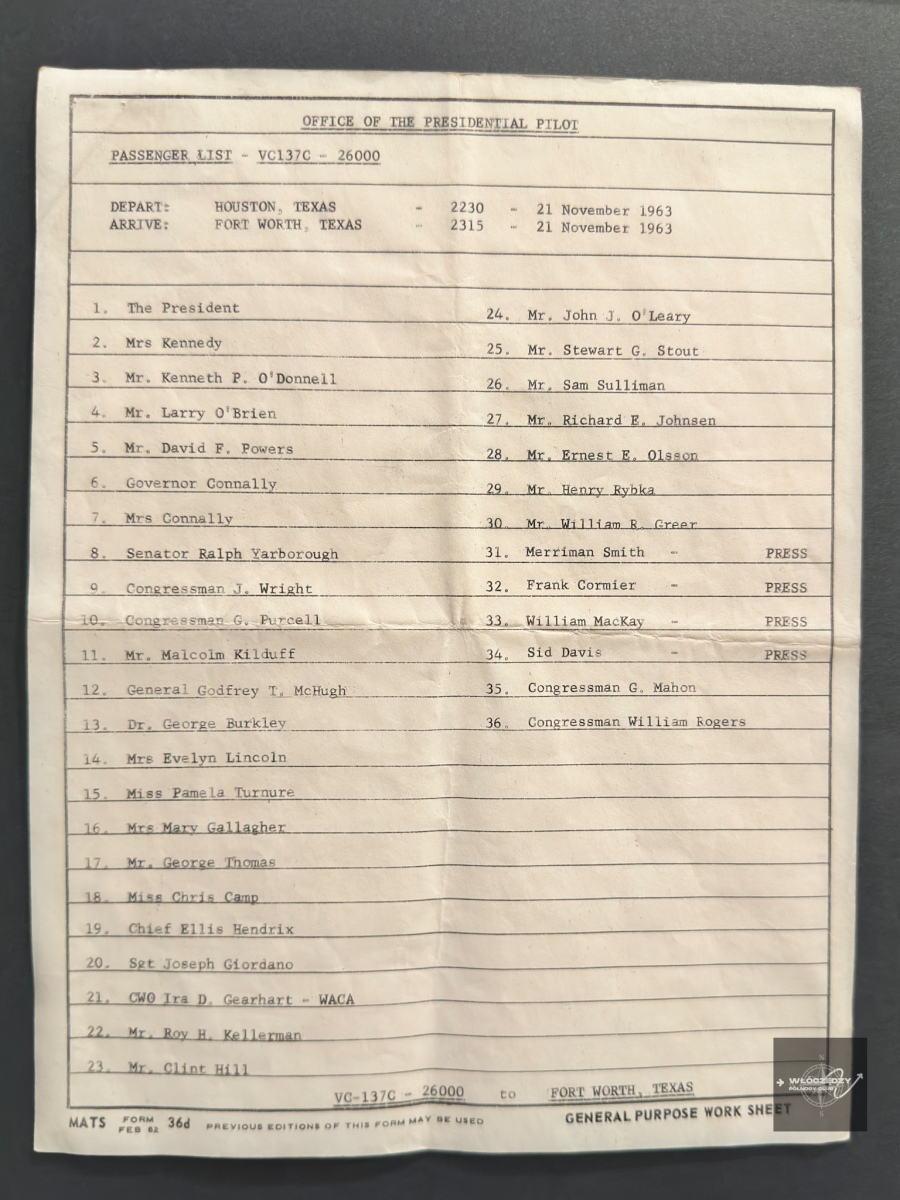 OFFICE OF THE PRESIDENTIAL PILOT
PASSENGER LIST - VC137C - 26000
DEPART: HOUSTON, TEXAS - 2230 - 21 November 1963
ARRIVE: FORT WORTH, TEXAS - 2315 - 21 November 1963
1. The President
2. Mrs Kennedy
3. Mr. Kenneth P. O'Donnell
4. Mr. Larry O'Brien
5. Mr. David F. Powers
6. Governor Connally
7. Mrs Connally
8. Senator Ralph Yarborough
9. Congressman J. Wright
10. Congressman G. Purcell
11. Mr. Malcolm Kilduff
12. General Godfrey T. McHugh
13. Dr. George Burkley
14. Mrs Evelyn Lincoln
15. Miss Pamela Turnure
16. Mrs Mary Gallagher
17. Mr. George Thomas
18. Miss Chris Camp
19. Chief Ellis Hendrix
20. Sgt Joseph Giordano
21. CWO Ira D. Gearhart - WACA
22. Mr. Roy H. Kellerman
23. Mr. Clint Hill
24. Mr. John J. O'Leary
25. Mr. Stewart G. Stout
26. Mr. Sam Sulliman
27. Mr. Richard E. Johnsen
28. Mr. Ernest E. Olsson
29. Mr. Henry Rybka
30. Mr. William R. Greer
31. Merriman Smith - PRESS
32. Frank Cormier - PRESS
33. William MacKay - PRESS
34. Sid Davis - PRESS
35. Congressman G. Mahon
36. Congressman William Rogers
VC-137C - 26000 to FORT WORTH, TEXAS
MATS FORM FEB 62 36d PREVIOUS EDITIONS OF THIS FORM MAY BE USED GENERAL PURPOSE WORK SHEET
WŁÓCZĘDZY